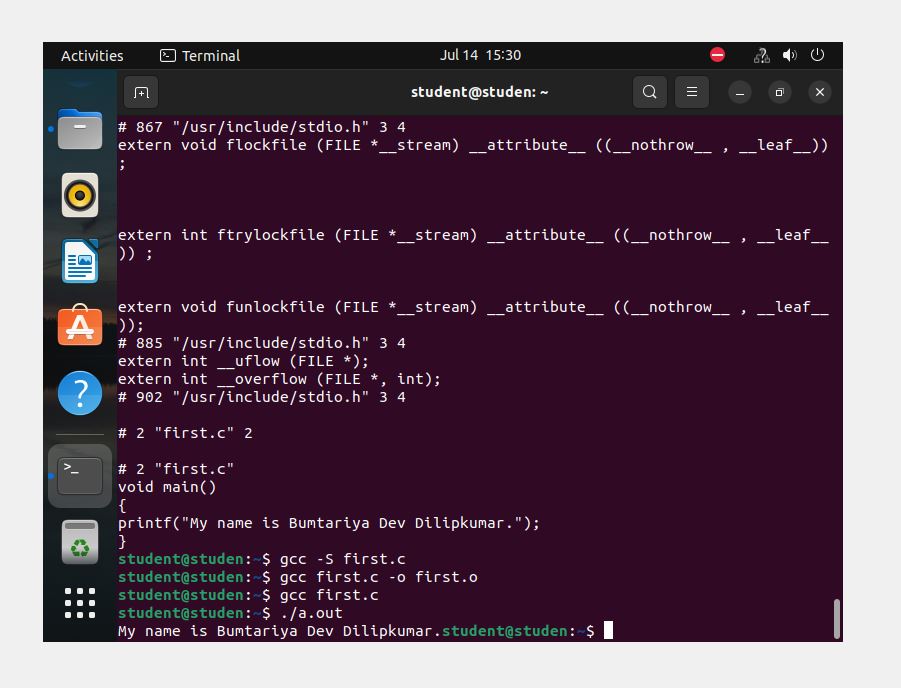 Activities
Terminal
Jul 14 15:30
student@studen: ~
# 867 "/usr/include/stdio.h" 3 4
extern void flockfile (FILE *__stream) __attribute__ ((__nothrow__ , __leaf__))
;
extern int ftrylockfile (FILE *__stream) __attribute__ ((__nothrow__ , __leaf__
)) ;
extern void funlockfile (FILE *__stream) __attribute__ ((__nothrow__ , __leaf__
));
# 885 "/usr/include/stdio.h" 3 4
extern int __uflow (FILE *);
extern int __overflow (FILE *, int);
# 902 "/usr/include/stdio.h" 3 4
# 2 "first.c" 2
# 2 "first.c"
void main()
{
printf("My name is Bumtariya Dev Dilipkumar.");
}
student@studen:~$ gcc -S first.c
student@studen:~$ gcc first.c -o first.o
student@studen:~$ gcc first.c
student@studen:~$ ./a.out
My name is Bumtariya Dev Dilipkumar.student@studen:~$